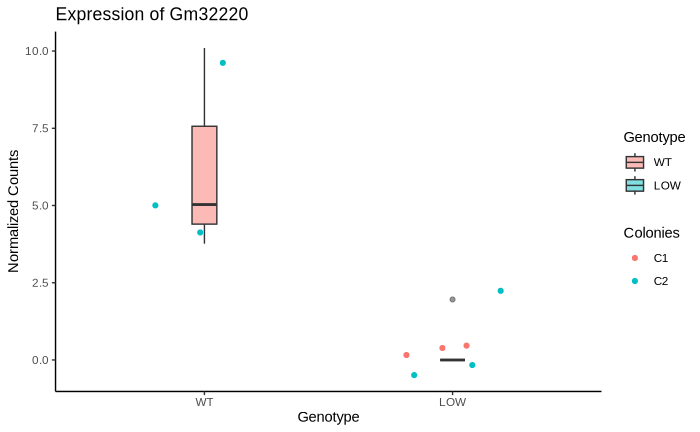 Expression of Gm32220
Normalized Counts
10.0
7.5
5.0
2.5
0.0
WT
LOW
Genotype
Genotype
WT
LOW
Colonies
C1
C2